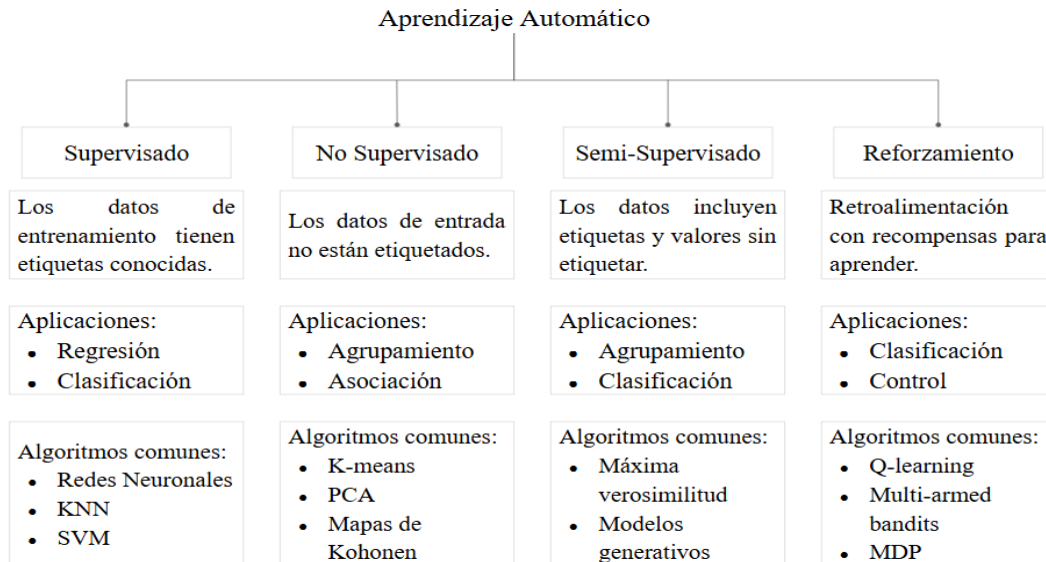 Aprendizaje Automático
Supervisado
Los datos de
entrenamiento tienen
etiquetas conocidas.
Aplicaciones:
• Regresión
• Clasificación
Algoritmos comunes:
• Redes Neuronales
• KNN
• SVM
No Supervisado
Los datos de entrada
no están etiquetados.
Aplicaciones:
• Agrupamiento
• Asociación
Algoritmos comunes:
• K-means
• PCA
• Mapas de
Kohonen
Semi-Supervisado
Los datos incluyen
etiquetas y valores sin
etiquetar.
Aplicaciones:
• Agrupamiento
• Clasificación
Algoritmos comunes:
• Máxima
verosimilitud
• Modelos
generativos
Reforzamiento
Retroalimentación
con recompensas para
aprender.
Aplicaciones:
• Clasificación
• Control
Algoritmos comunes:
• Q-learning
• Multi-armed
bandits
• MDP